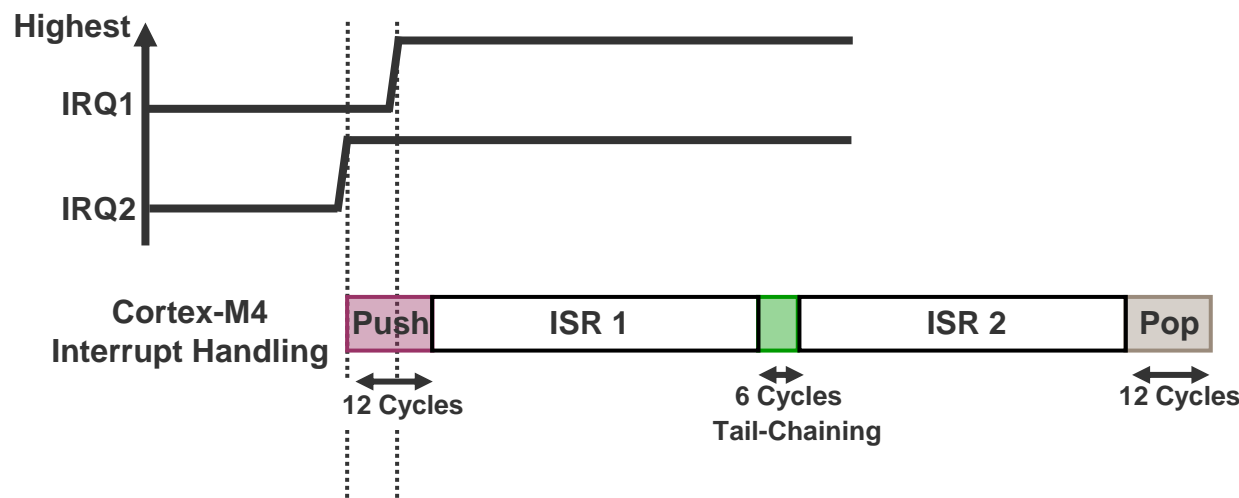 Highest
IRQ1
IRQ2
Cortex-M4
Interrupt Handling
Push
ISR 1
ISR 2
Pop
12 Cycles
6 Cycles
Tail-Chaining
12 Cycles